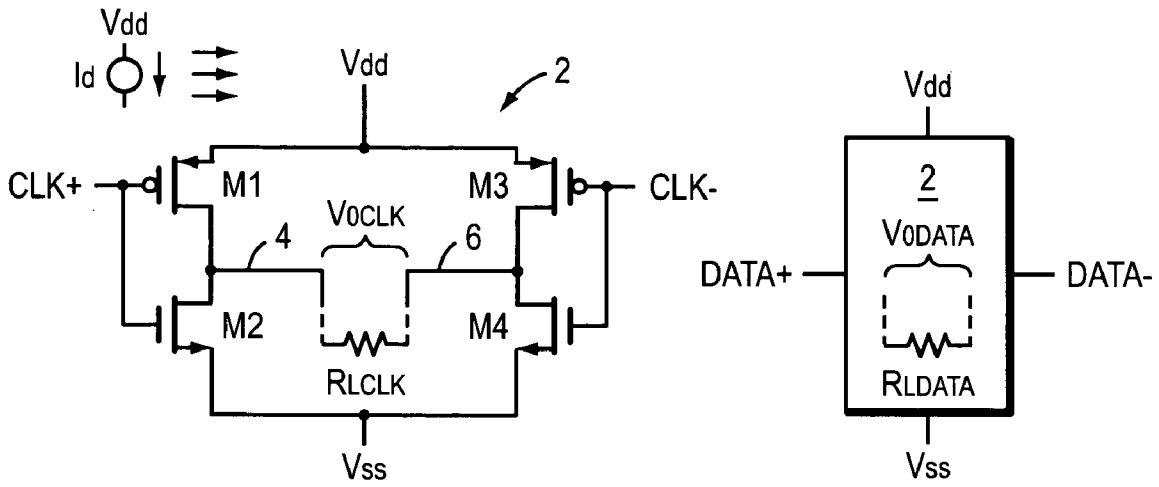 Vdd
Id
Vdd
2
CLK+
M1
M3
CLK-
V0CLK
4
6
M2
M4
RLCLK
Vss
Vdd
2
V0DATA
DATA+
DATA-
RLDATA
Vss